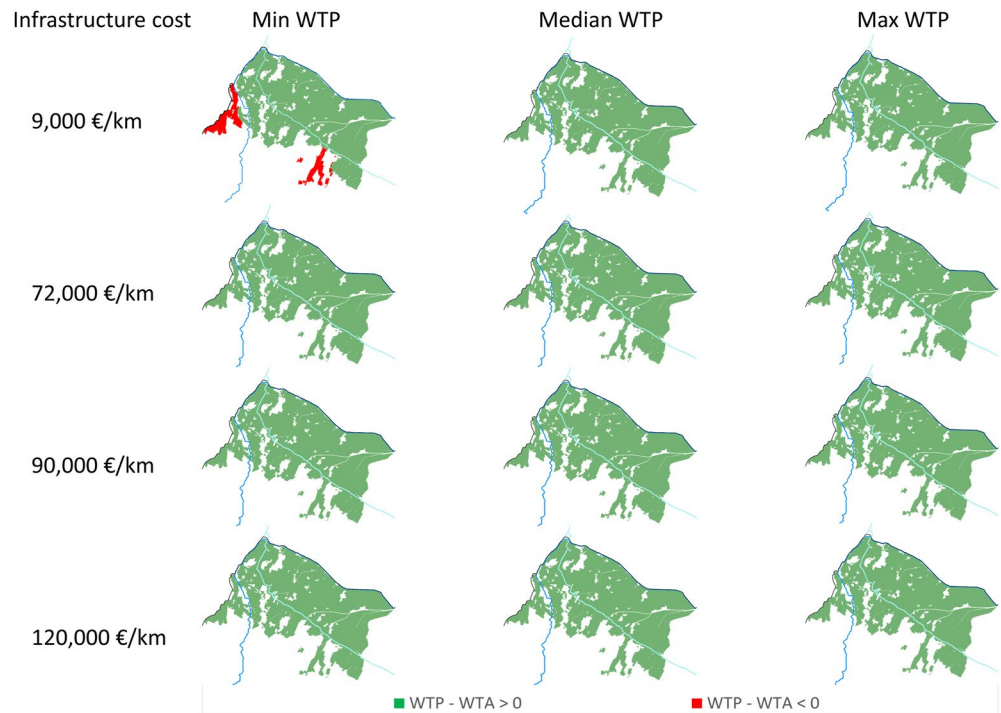 Infrastructure cost Min WTP Median WTP Max WTP
9,000 €/km
72,000 €/km
90,000 €/km
120,000 €/km
WTP - WTA > 0 WTP - WTA < 0